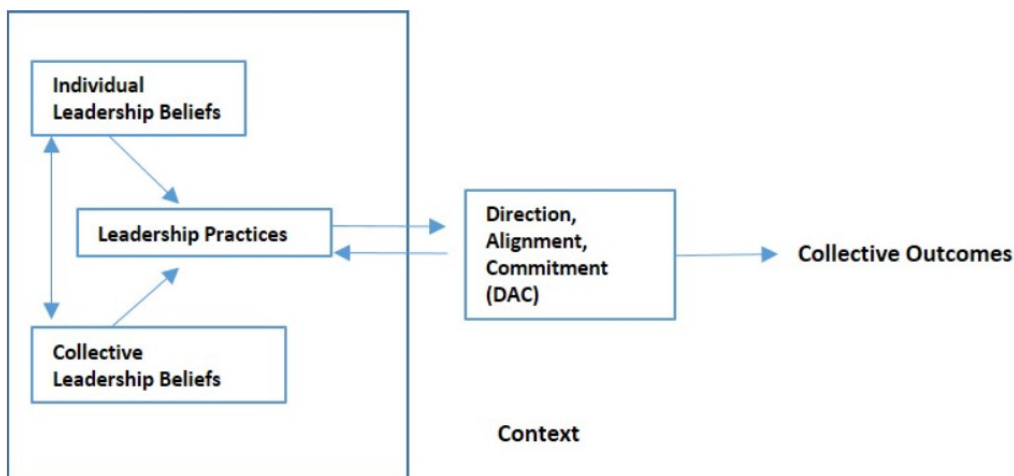 Individual
Leadership Beliefs
Leadership Practices
Collective
Leadership Beliefs
Direction,
Alignment,
Commitment
(DAC)
Collective Outcomes
Context